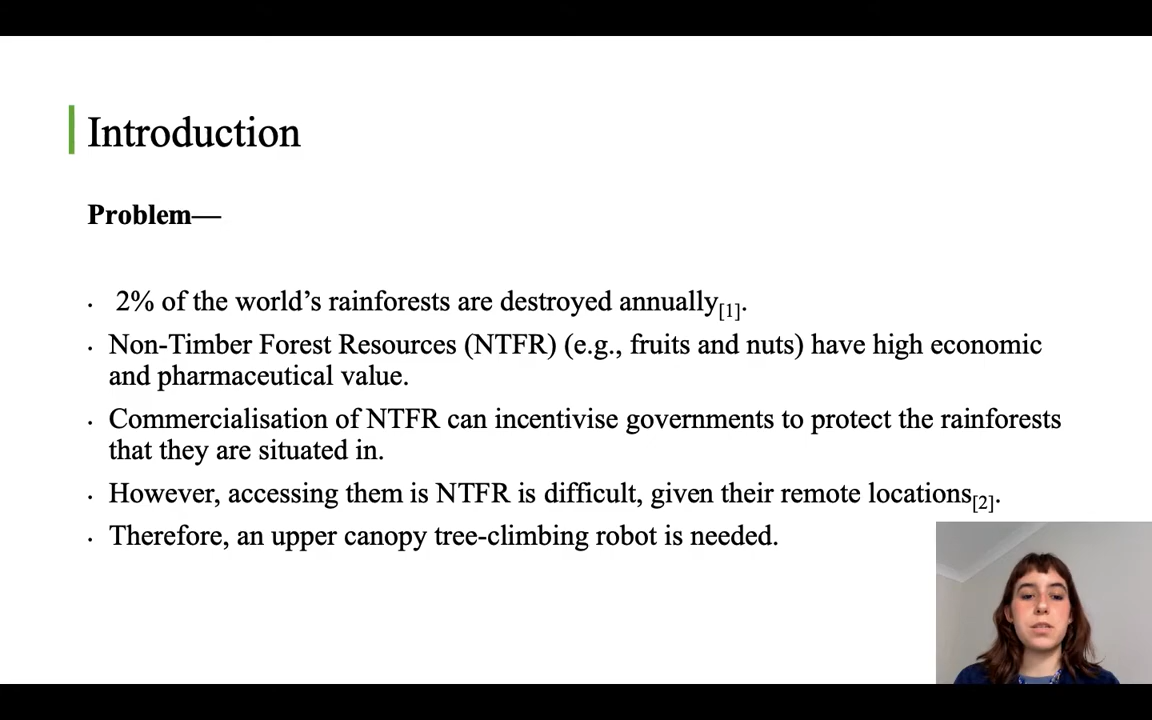 Introduction
Problem—
• 2% of the world's rainforests are destroyed annually[1].
• Non-Timber Forest Resources (NTFR) (e.g., fruits and nuts) have high economic
and pharmaceutical value.
• Commercialisation of NTFR can incentivise governments to protect the rainforests
that they are situated in.
• However, accessing them is NTFR is difficult, given their remote locations[2].
• Therefore, an upper canopy tree-climbing robot is needed.